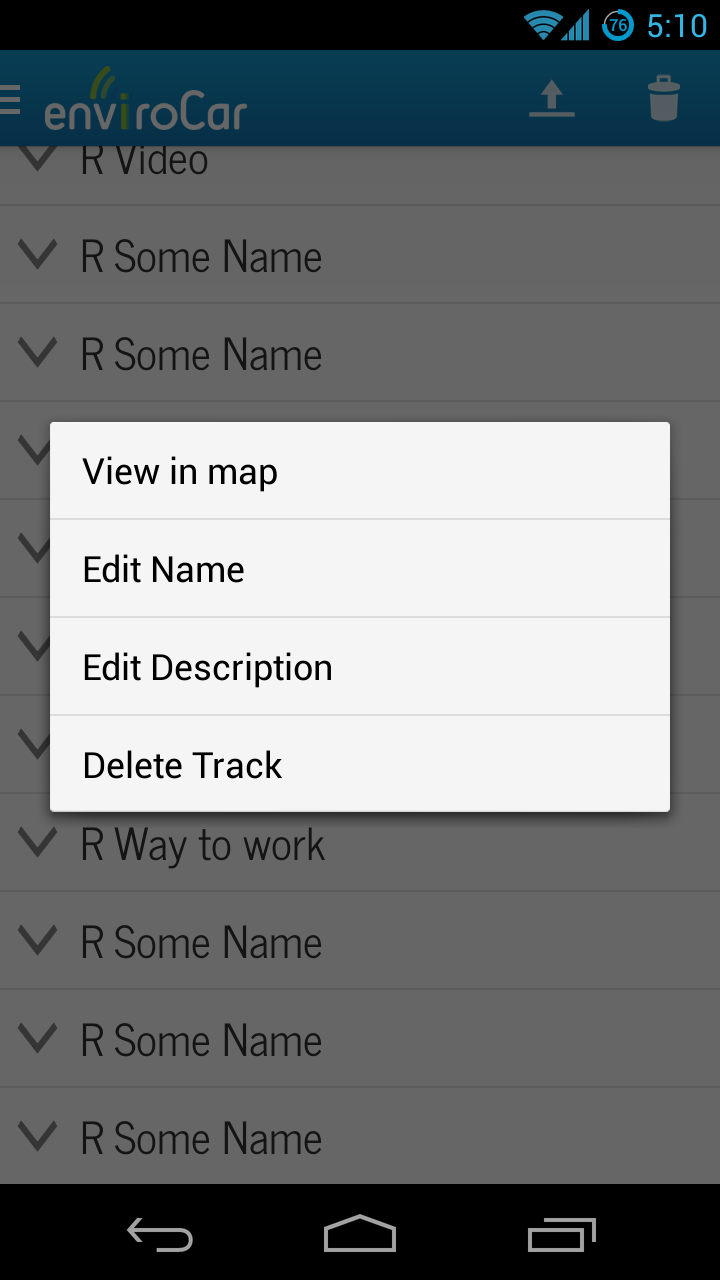 76 5:10
enviroCar
R Video
R Some Name
R Some Name
View in map
Edit Name
Edit Description
Delete Track
R Way to work
R Some Name
R Some Name
R Some Name